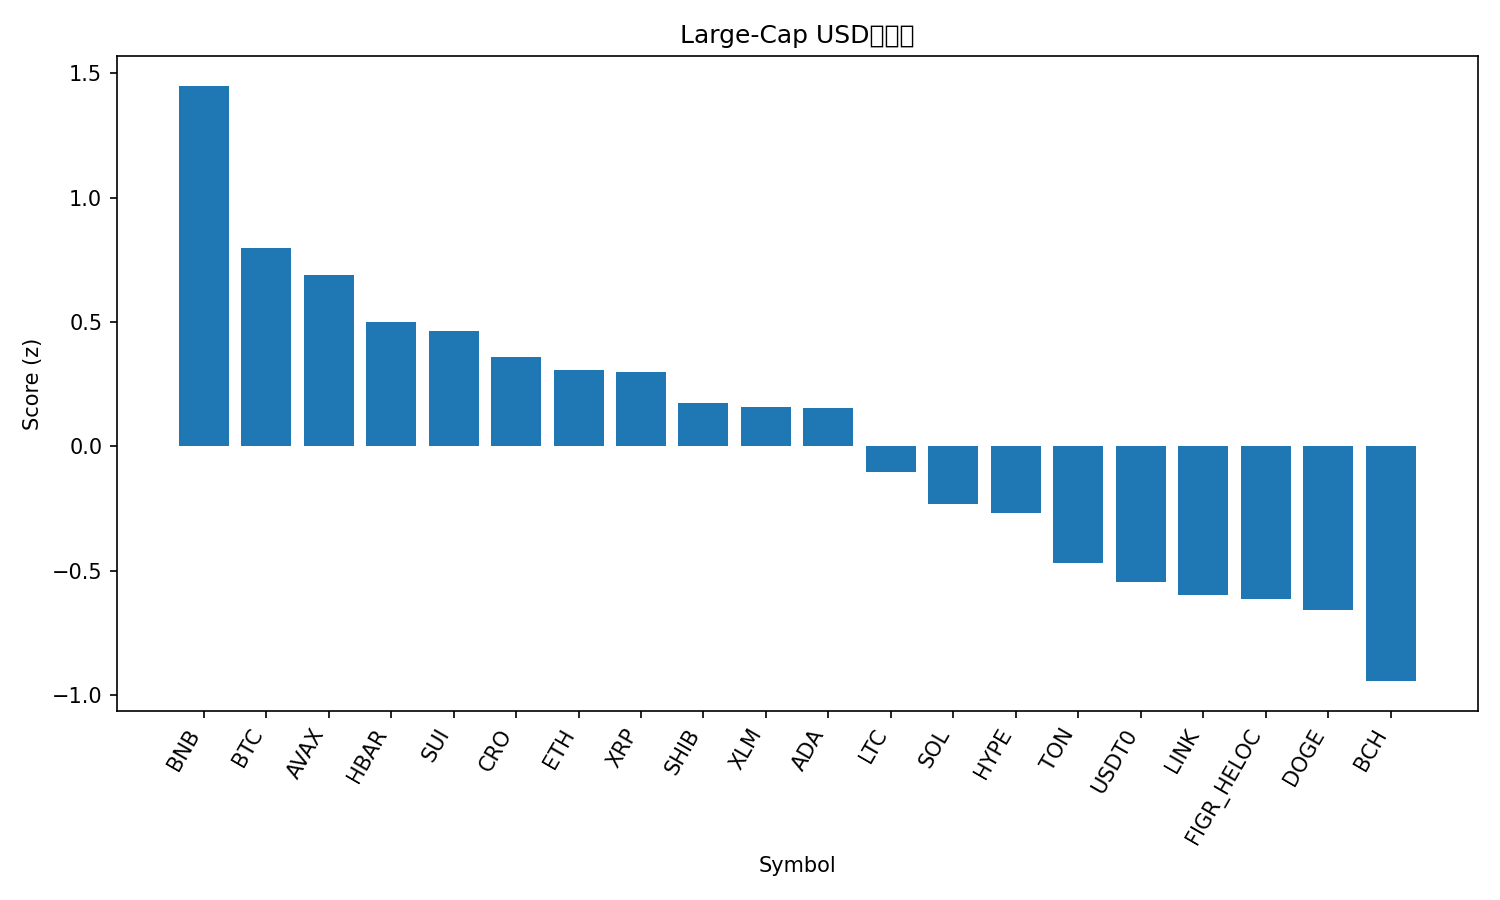 Large-Cap USD
Score (z)
1.5
1.0
0.5
0.0
−0.5
−1.0
BNB
BTC
AVAX
HBAR
SUI
CRO
ETH
XRP
SHIB
XLM
ADA
LTC
SOL
HYPE
TON
USDT0
LINK
FIGR_HELOC
DOGE
BCH
Symbol